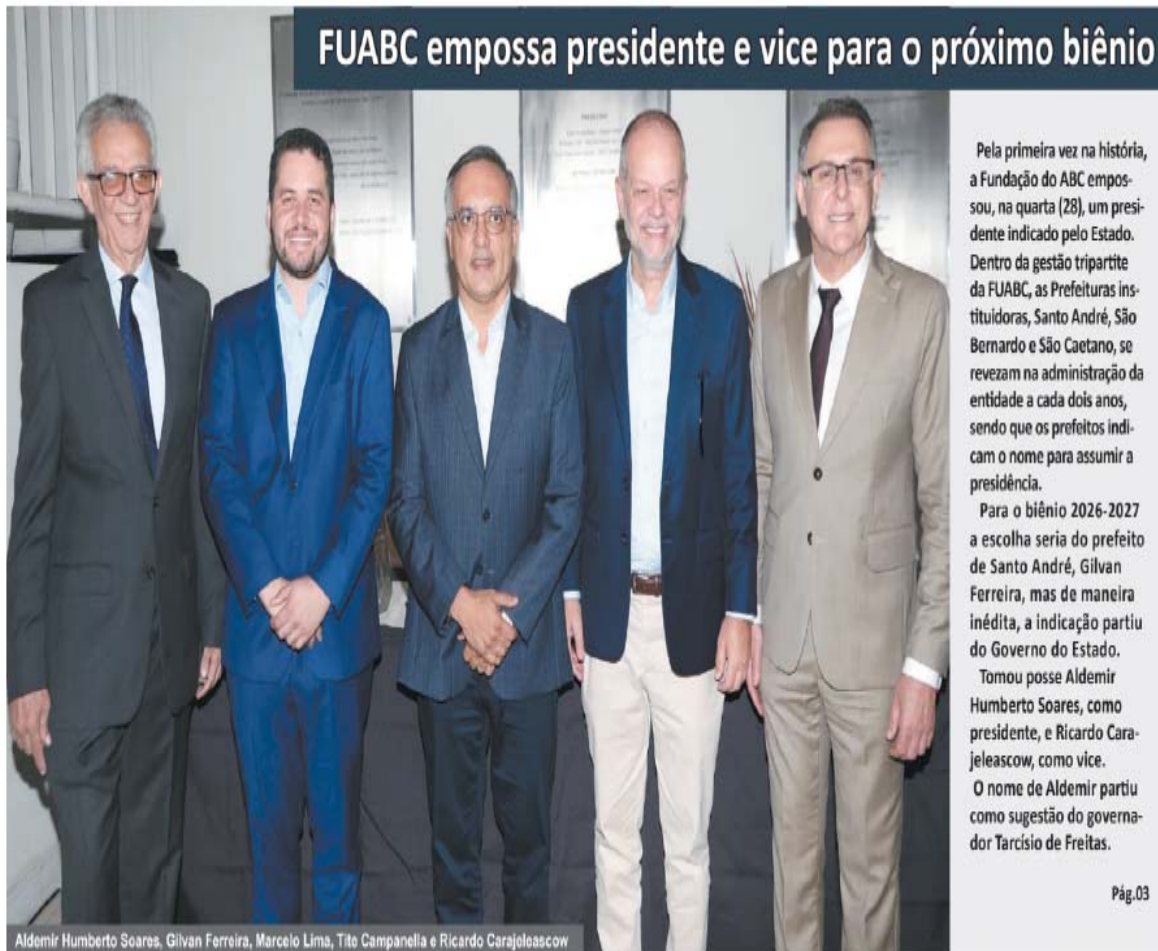 FUABC empossa presidente e vice para o próximo biênio
Pela primeira vez na história,
a Fundação do ABC empos-
sou, na quarta (28), um presi-
dente indicado pelo Estado.
Dentro da gestão tripartite
da FUABC, as Prefeituras ins-
tituidoras, Santo André, São
Bernardo e São Caetano, se
revezam na administração da
entidade a cada dois anos,
sendo que os prefeitos indi-
cam o nome para assumir a
presidência.
Para o biênio 2026-2027
a escolha seria do prefeito
de Santo André, Gilvan
Ferreira, mas de maneira
inédita, a indicação partiu
do Governo do Estado.
Tomou posse Aldemir
Humberto Soares, como
presidente, e Ricardo Cara-
jeleascow, como vice.
O nome de Aldemir partiu
como sugestão do governa-
dor Tarcísio de Freitas.
Pág.03
Aldemir Humberto Soares, Gilvan Ferreira, Marcelo Lima, Tite Campanella e Ricardo Carajeleascow